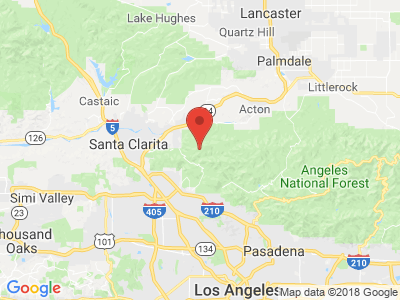 Lancaster
Lake Hughes
Quartz Hill
Palmdale
Littlerock
Castaic
14
Acton
5
126
Santa Clarita
Angeles
National Forest
Simi Valley
23
405
210
Thousand
Oaks
101
134
Pasadena
210
Los Angeles
Google
Map data ©2018 Google